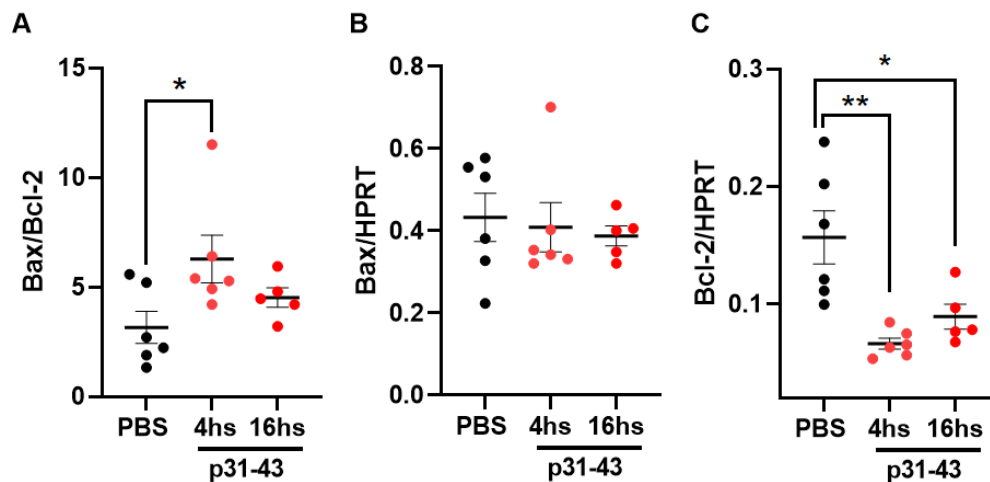 A
Bax/Bcl-2
15
10
5
0
*
PBS 4hs 16hs
p31-43
B
Bax/HPRT
0.8
0.6
0.4
0.2
0.0
PBS 4hs 16hs
p31-43
C
Bcl-2/HPRT
0.3
0.2
0.1
*
**
PBS 4hs 16hs
p31-43